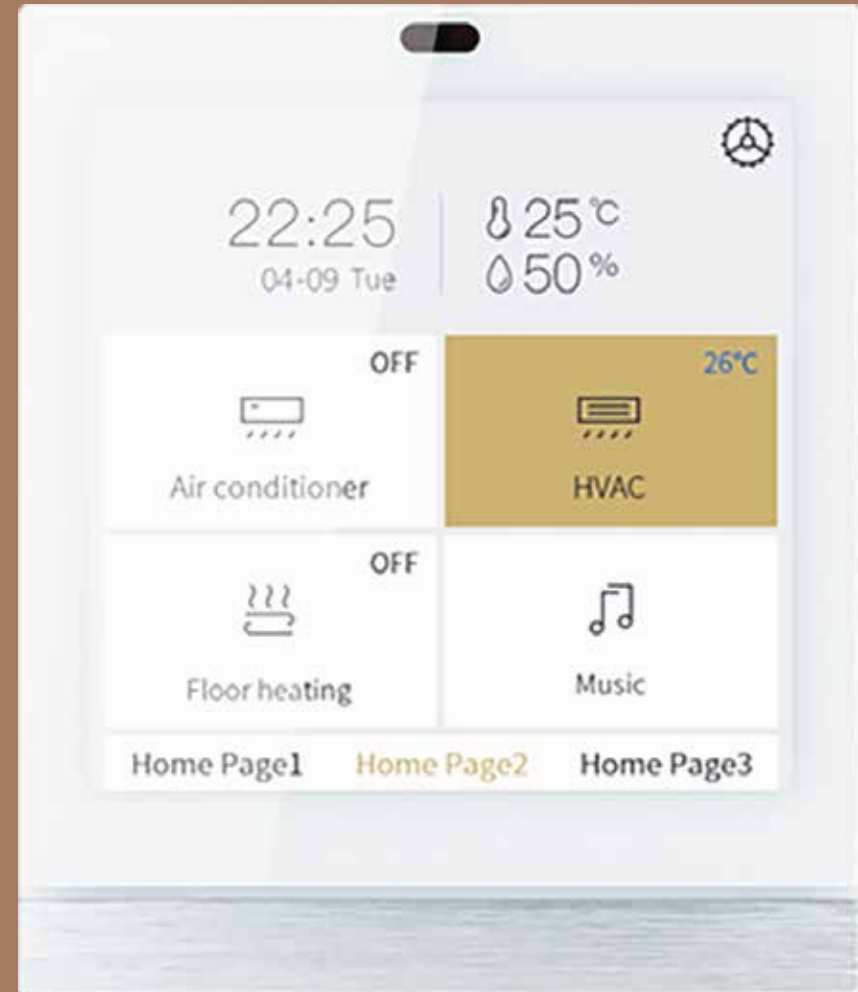 22:25
04-09 Tue
25℃
50%
OFF
Air conditioner
26℃
HVAC
OFF
Floor heating
Music
Home Page1 Home Page2 Home Page3